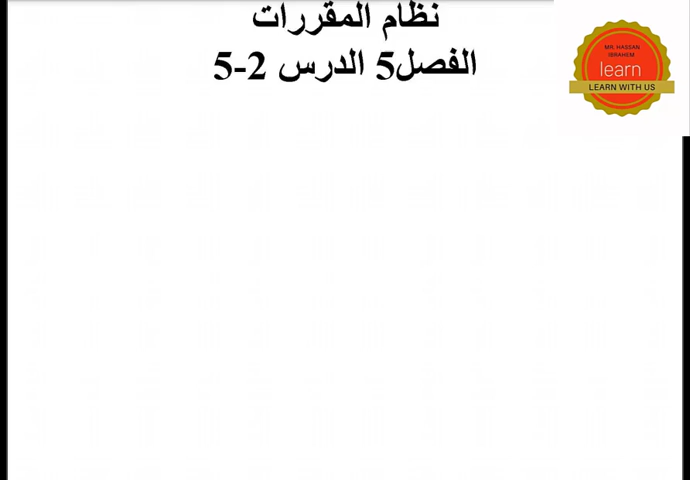 نظام المقررات
الفصل5 الدرس 2-5
MR. HASSAN
IBRAHEM
learn
LEARN WITH US